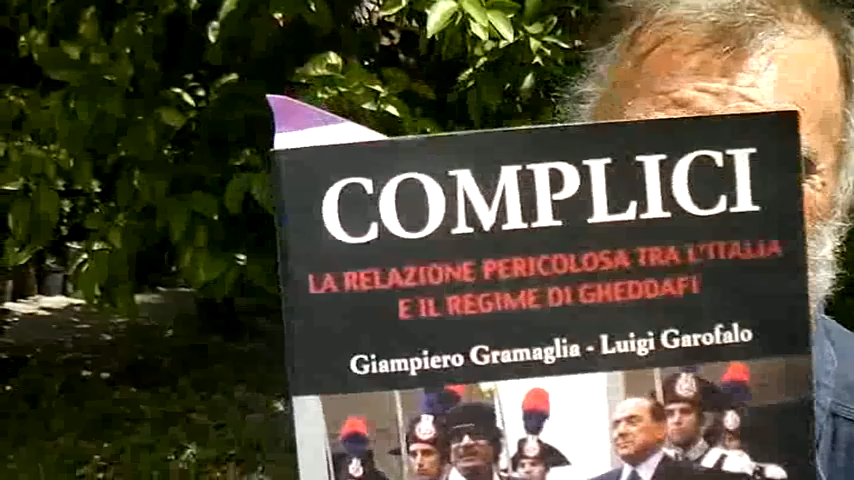 COMPLICI
LA RELAZIONE PERICOLOSA TRA L'ITALIA
E IL REGIME DI GHEDDAFI
Giampiero Gramaglia - Luigi Garofalo